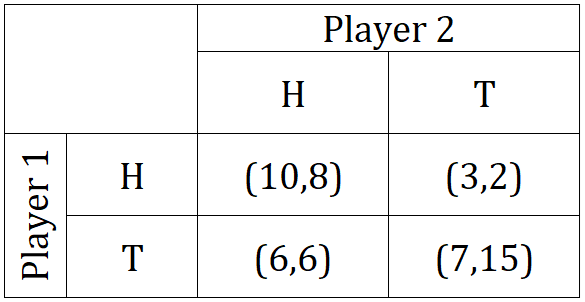 Player 2
H T
Player 1
H (10,8) (3,2)
T (6,6) (7,15)